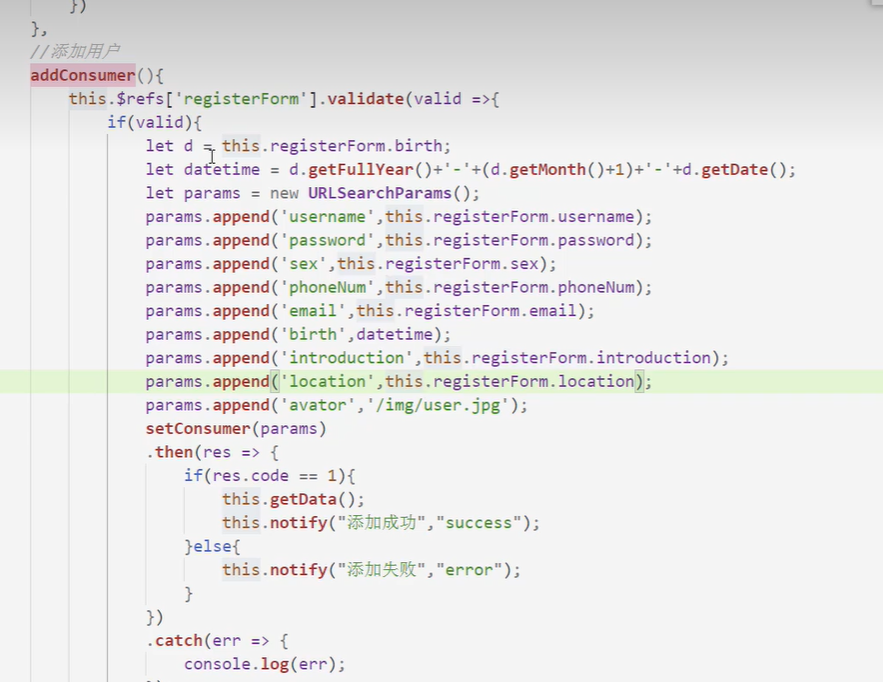 })
},
//添加用户
addConsumer(){
this.$refs['registerForm'].validate(valid =>{
if(valid){
let d = this.registerForm.birth;
let datetime = d.getFullYear()+'-'+(d.getMonth()+1)+'-'+d.getDate();
let params = new URLSearchParams();
params.append('username',this.registerForm.username);
params.append('password',this.registerForm.password);
params.append('sex',this.registerForm.sex);
params.append('phoneNum',this.registerForm.phoneNum);
params.append('email',this.registerForm.email);
params.append('birth',datetime);
params.append('introduction',this.registerForm.introduction);
params.append('location',this.registerForm.location);
params.append('avator','/img/user.jpg');
setConsumer(params)
.then(res => {
if(res.code == 1){
this.getData();
this.notify("添加成功","success");
}else{
this.notify("添加失败","error");
}
})
.catch(err => {
console.log(err);